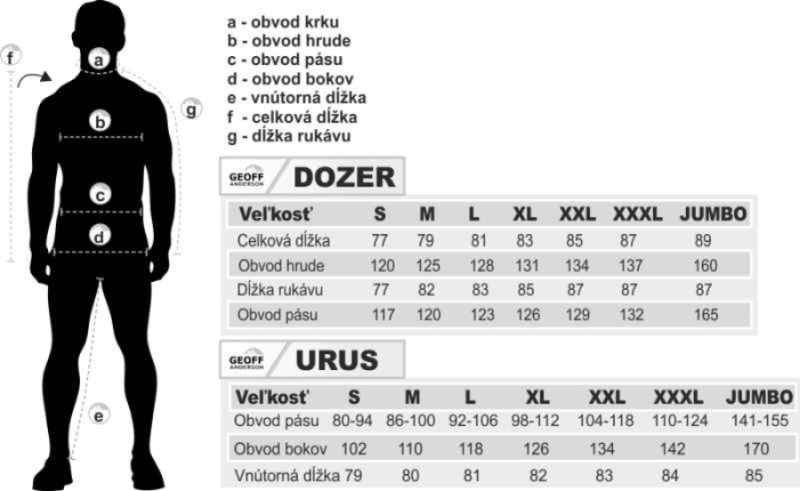 a - obvod krku
b - obvod hrude
c - obvod pásu
d - obvod bokov
e - vnútorná dĺžka
f - celková dĺžka
g - dĺžka rukávu
a
f
b
g
c
d
e
GEOFF ANDERSON DOZER
Veľkosť S M L XL XXL XXXL JUMBO
Celková dĺžka 77 79 81 83 85 87 89
Obvod hrude 120 125 128 131 134 137 160
Dĺžka rukávu 77 82 83 85 87 87 87
Obvod pásu 117 120 123 126 129 132 165
GEOFF ANDERSON URUS
Veľkosť S M L XL XXL XXXL JUMBO
Obvod pásu 80-94 86-100 92-106 98-112 104-118 110-124 141-155
Obvod bokov 102 110 118 126 134 142 170
Vnútorná dĺžka 79 80 81 82 83 84 85